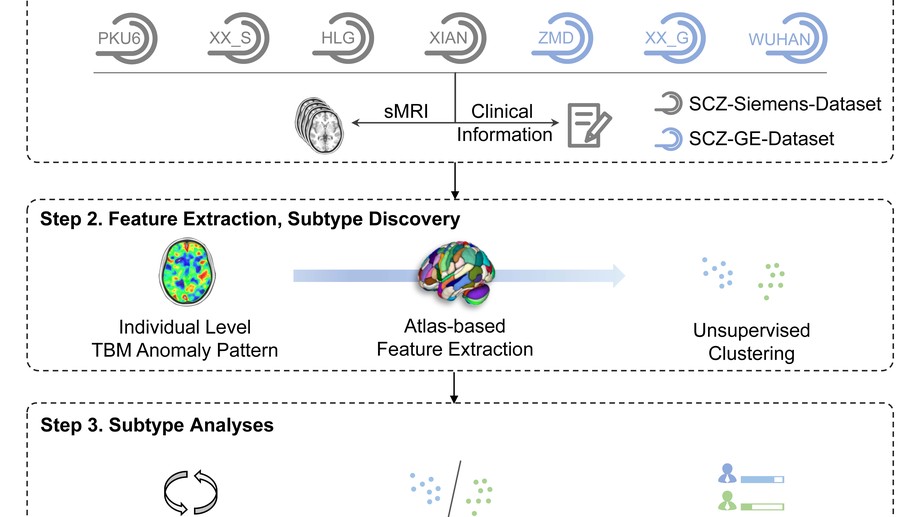 PKU6 XX_S HLG XIAN ZMD XX_G WUHAN
sMRI Clinical
Information
SCZ-Siemens-Dataset
SCZ-GE-Dataset
Step 2. Feature Extraction, Subtype Discovery
Individual Level
TBM Anomaly Pattern
Atlas-based
Feature Extraction
Unsupervised
Clustering
Step 3. Subtype Analyses